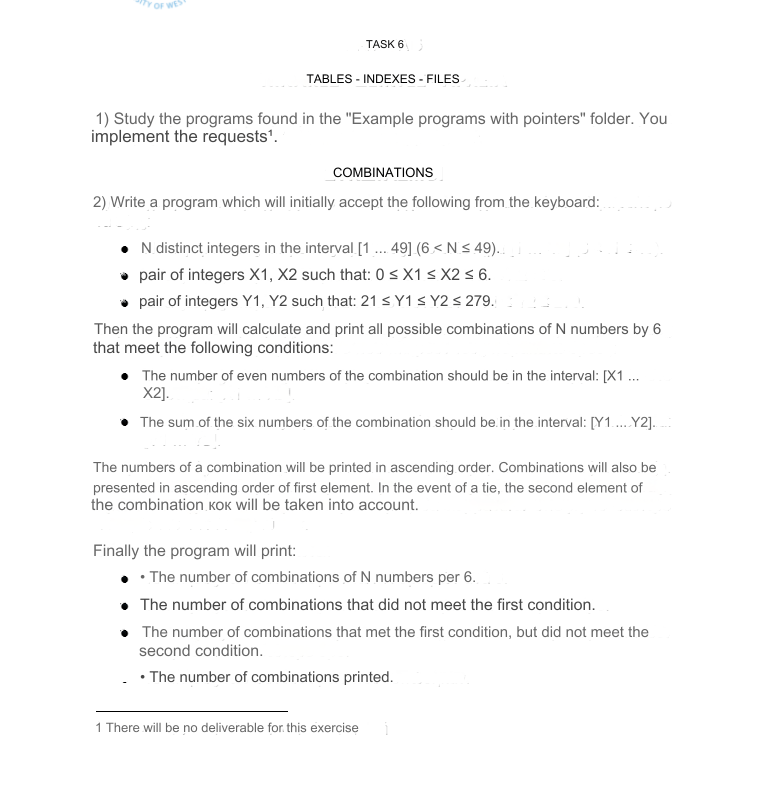 TASK 6
TABLES - INDEXES - FILES
1) Study the programs found in the "Example programs with pointers" folder. You
implement the requests¹.
COMBINATIONS
2) Write a program which will initially accept the following from the keyboard:
● N distinct integers in the interval [1 ... 49] (6 < N ≤ 49).
● pair of integers X1, X2 such that: 0 ≤ X1 ≤ X2 ≤ 6.
● pair of integers Y1, Y2 such that: 21 ≤ Y1 ≤ Y2 ≤ 279.
Then the program will calculate and print all possible combinations of N numbers by 6
that meet the following conditions:
● The number of even numbers of the combination should be in the interval: [X1 ...
X2].
● The sum of the six numbers of the combination should be in the interval: [Y1 ... Y2].
The numbers of a combination will be printed in ascending order. Combinations will also be
presented in ascending order of first element. In the event of a tie, the second element of
the combination кок will be taken into account.
Finally the program will print:
● • The number of combinations of N numbers per 6.
● The number of combinations that did not meet the first condition.
● The number of combinations that met the first condition, but did not meet the
second condition.
- • The number of combinations printed.
1 There will be no deliverable for this exercise